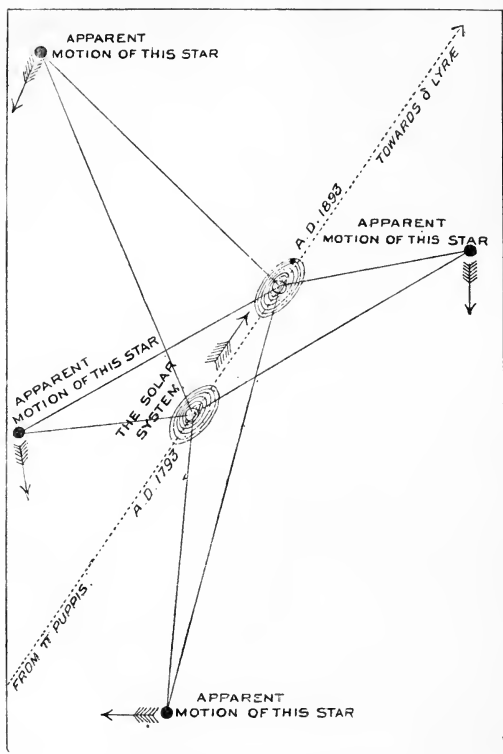 APPARENT
MOTION OF THIS STAR
TOWARDS δ LYRÆ
A.D. 1893
APPARENT
MOTION OF THIS STAR
APPARENT
MOTION OF THIS STAR
THE SOLAR
SYSTEM
A.D. 1793
FROM π PUPPIS.
APPARENT
MOTION OF THIS STAR